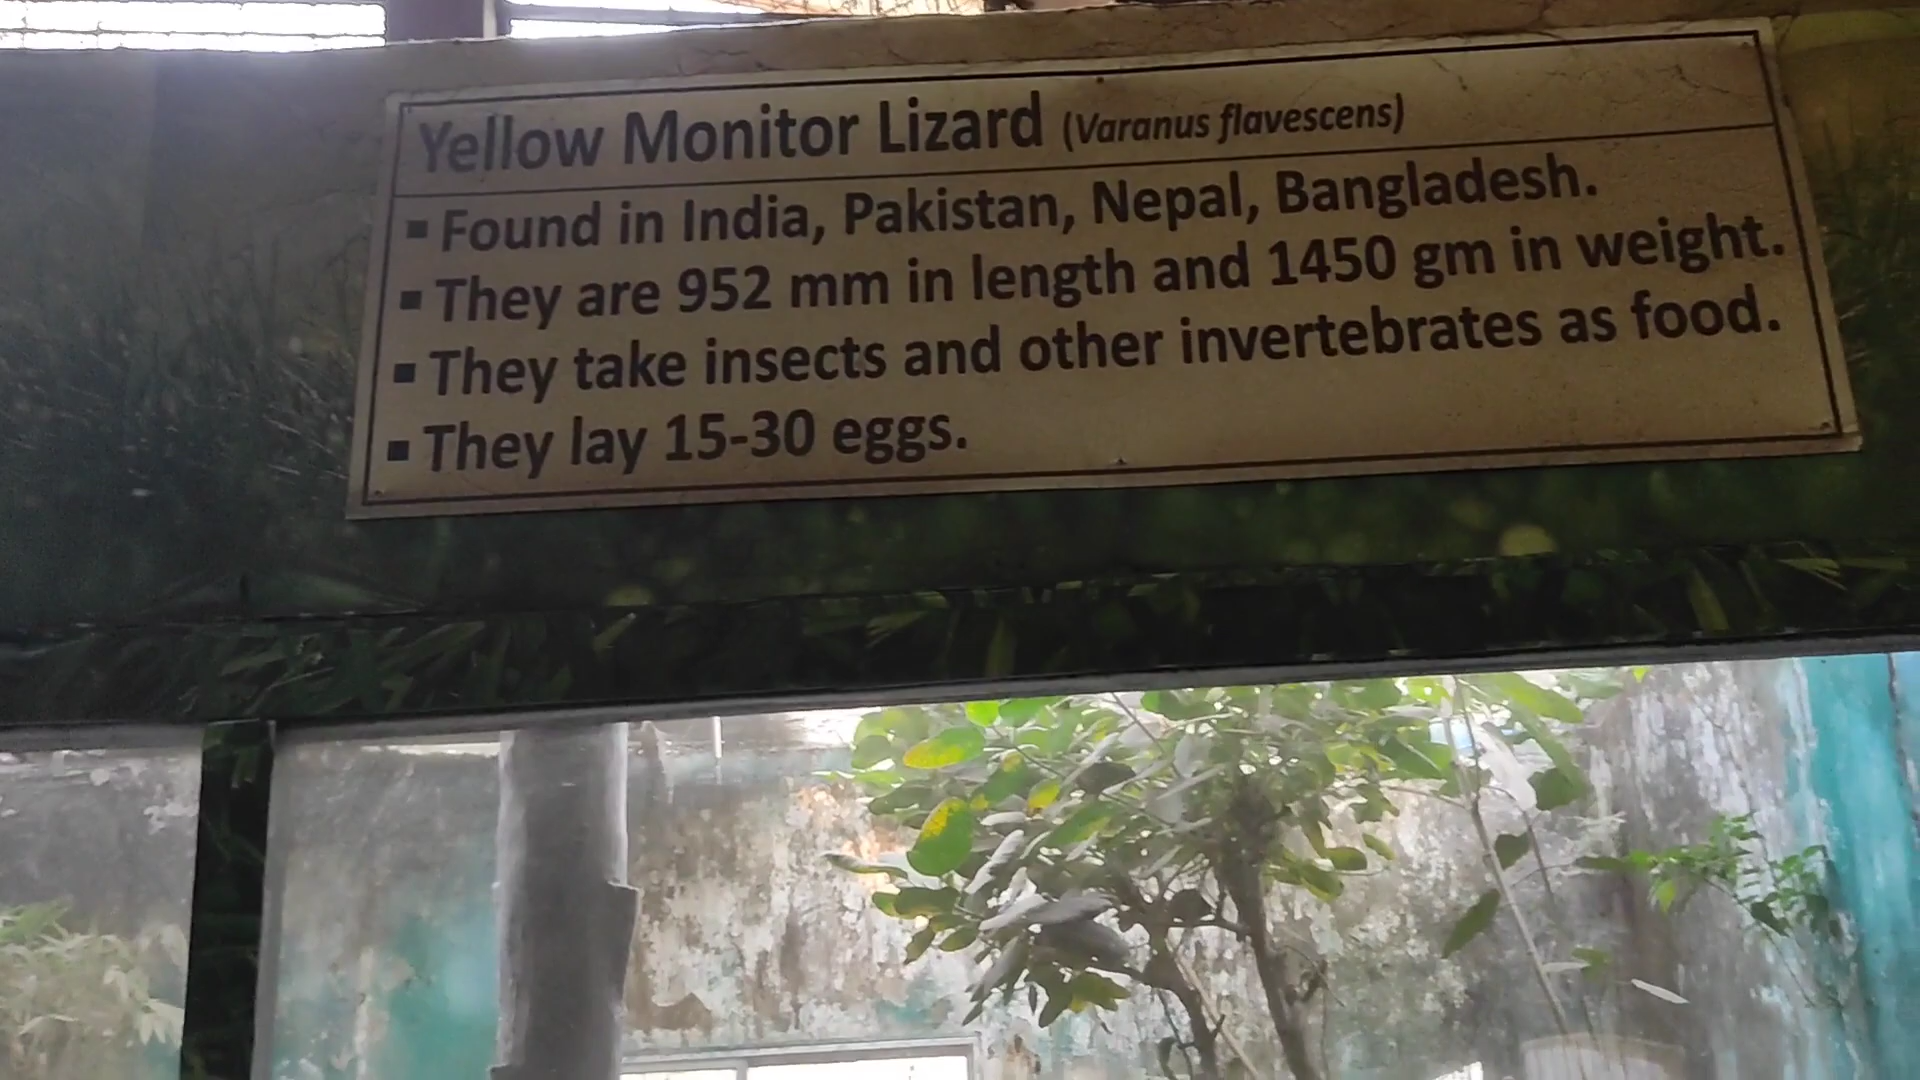 Yellow Monitor Lizard (Varanus flavescens)
▪ Found in India, Pakistan, Nepal, Bangladesh.
▪ They are 952 mm in length and 1450 gm in weight.
▪ They take insects and other invertebrates as food.
▪ They lay 15-30 eggs.